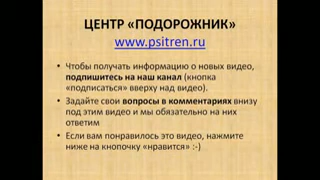 ЦЕНТР «ПОДОРОЖНИК»
www.psitren.ru
• Чтобы получать информацию о новых видео,
подпишитесь на наш канал (кнопка
«подписаться» вверху над видео).
• Задайте свои вопросы в комментариях внизу
под этим видео и мы обязательно на них
ответим
• Если вам понравилось это видео, нажмите
ниже на кнопочку «нравится» :-)